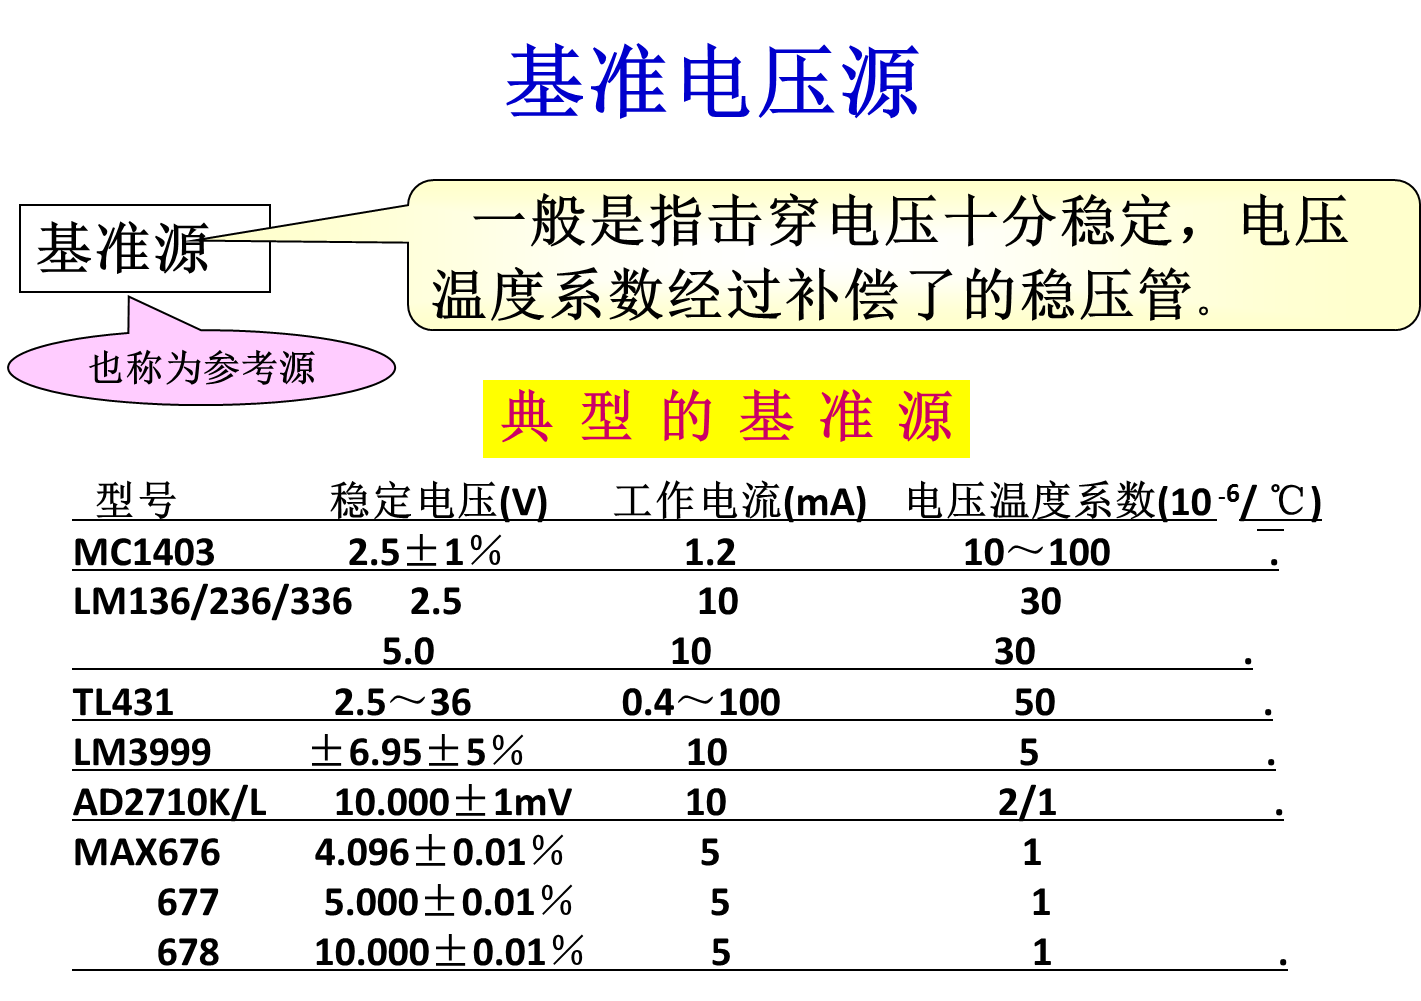 基准电压源
基准源
一般是指击穿电压十分稳定，电压
温度系数经过补偿了的稳压管。
也称为参考源
典型的基准源
型号 稳定电压(V) 工作电流(mA) 电压温度系数(10 -6/ ℃)
MC1403 2.5±1％ 1.2 10～100 .
LM136/236/336 2.5 10 30
5.0 10 30 .
TL431 2.5～36 0.4～100 50 .
LM3999 ±6.95±5％ 10 5 .
AD2710K/L 10.000±1mV 10 2/1 .
MAX676 4.096±0.01％ 5 1
677 5.000±0.01％ 5 1
678 10.000±0.01％ 5 1 .